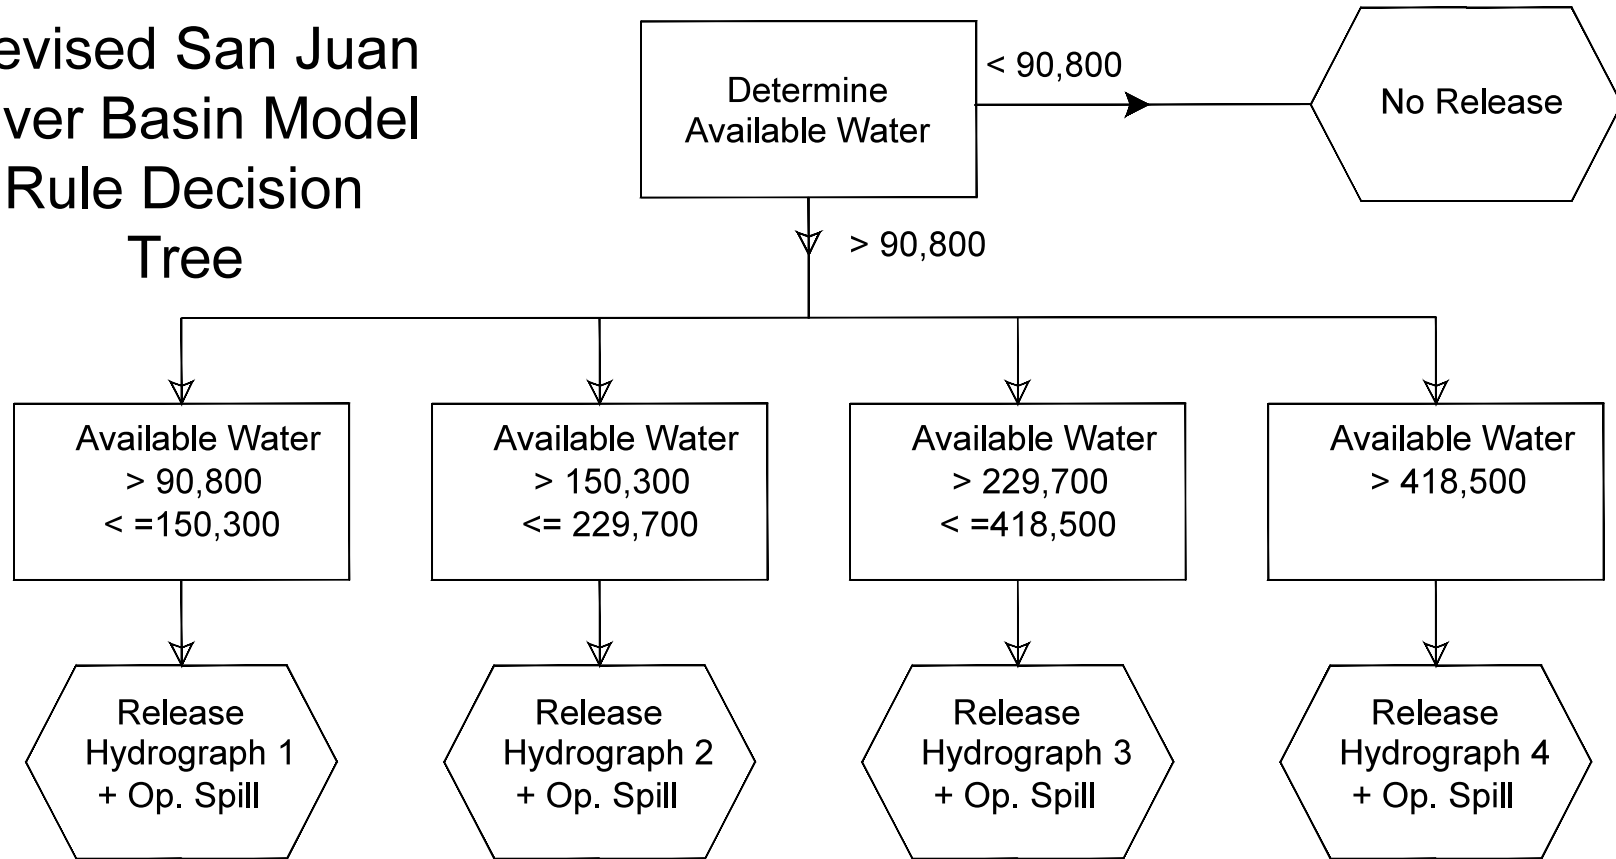 evised San Juan
ver Basin Model
Rule Decision
Tree
Determine
Available Water
< 90,800
No Release
> 90,800
Available Water
> 90,800
< =150,300
Available Water
> 150,300
<= 229,700
Available Water
> 229,700
< =418,500
Available Water
> 418,500
Release
Hydrograph 1
+ Op. Spill
Release
Hydrograph 2
+ Op. Spill
Release
Hydrograph 3
+ Op. Spill
Release
Hydrograph 4
+ Op. Spill